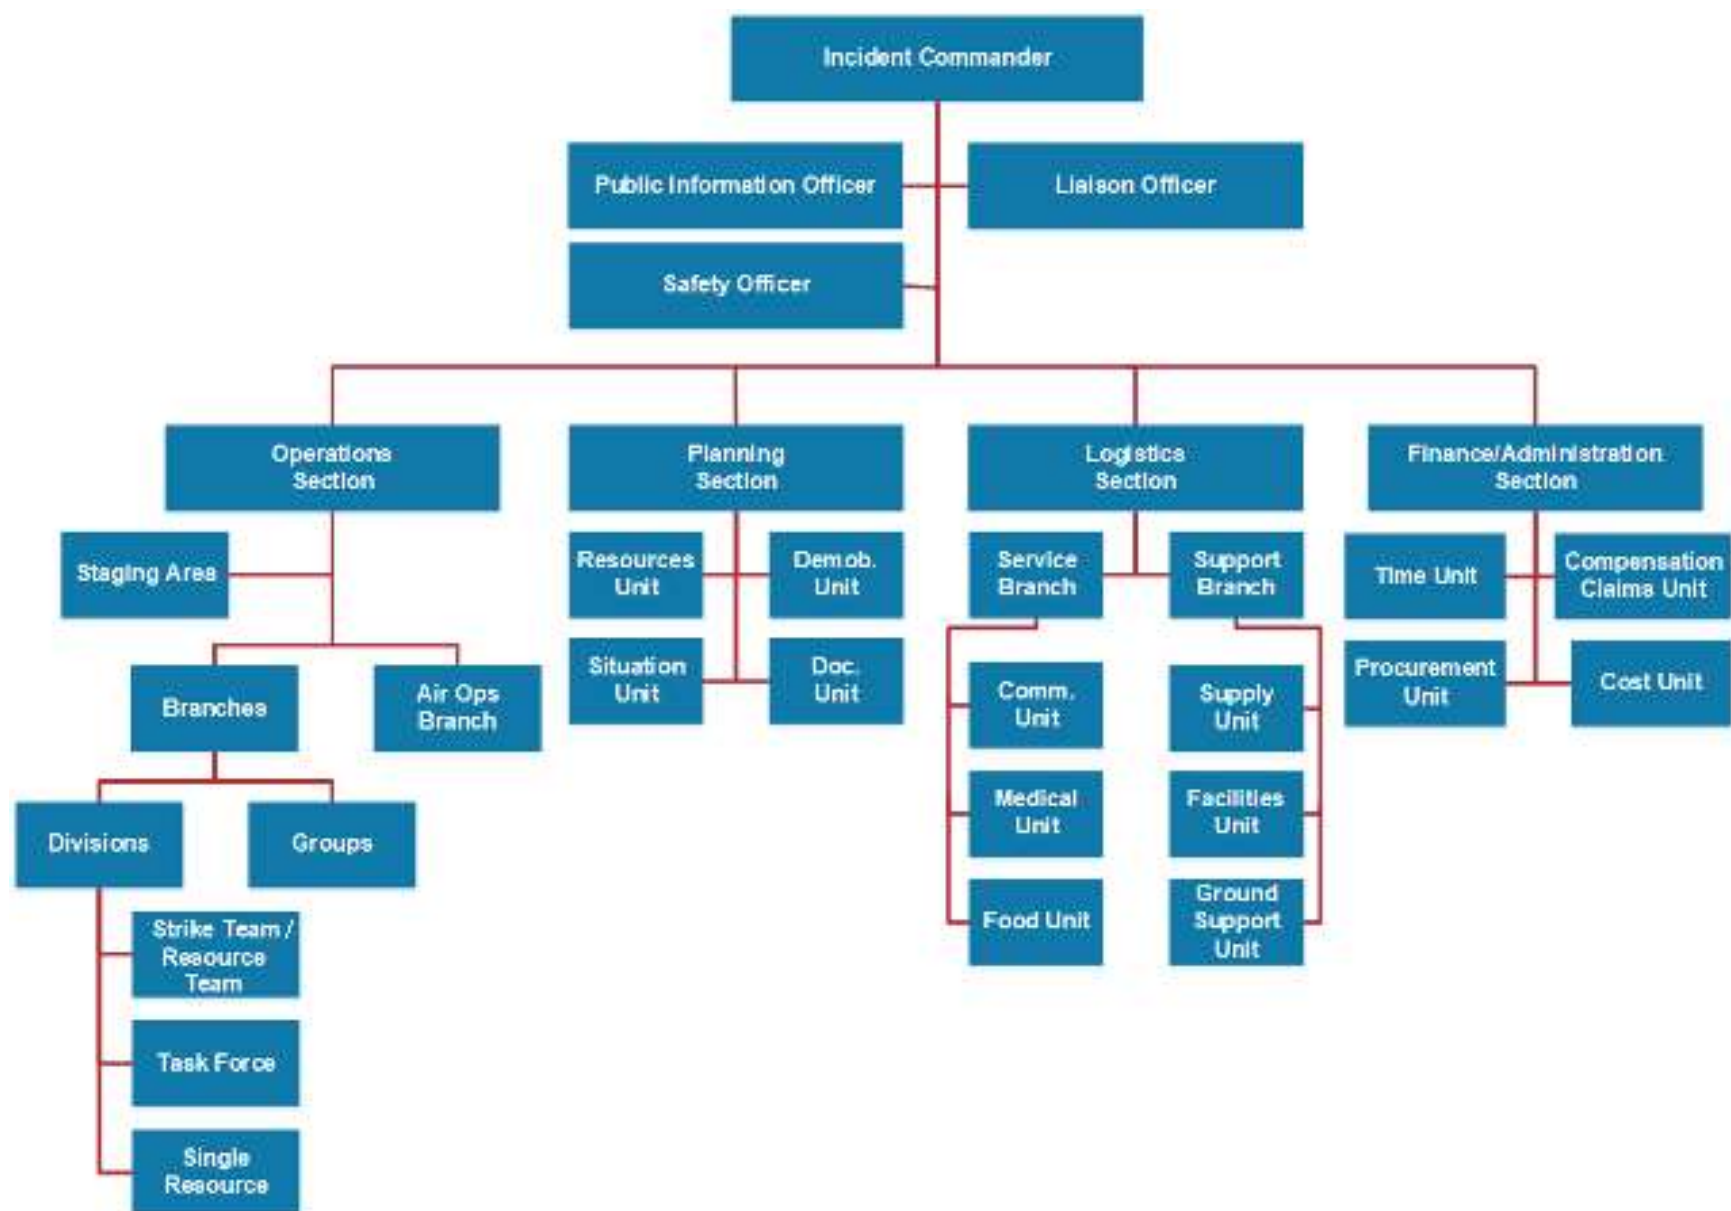 Incident Commander
Public Information Officer
Liaison Officer
Safety Officer
Operations
Section
Planning
Section
Logistics
Section
Finance/Administration
Section
Staging Area
Resources
Unit
Demob.
Unit
Service
Branch
Support
Branch
Time Unit
Compensation
Claims Unit
Branches
Air Ops
Branch
Situation
Unit
Doc.
Unit
Comm.
Unit
Supply
Unit
Procurement
Unit
Cost Unit
Divisions
Groups
Medical
Unit
Facilities
Unit
Strike Team /
Resource
Team
Food Unit
Ground
Support
Unit
Task Force
Single
Resource